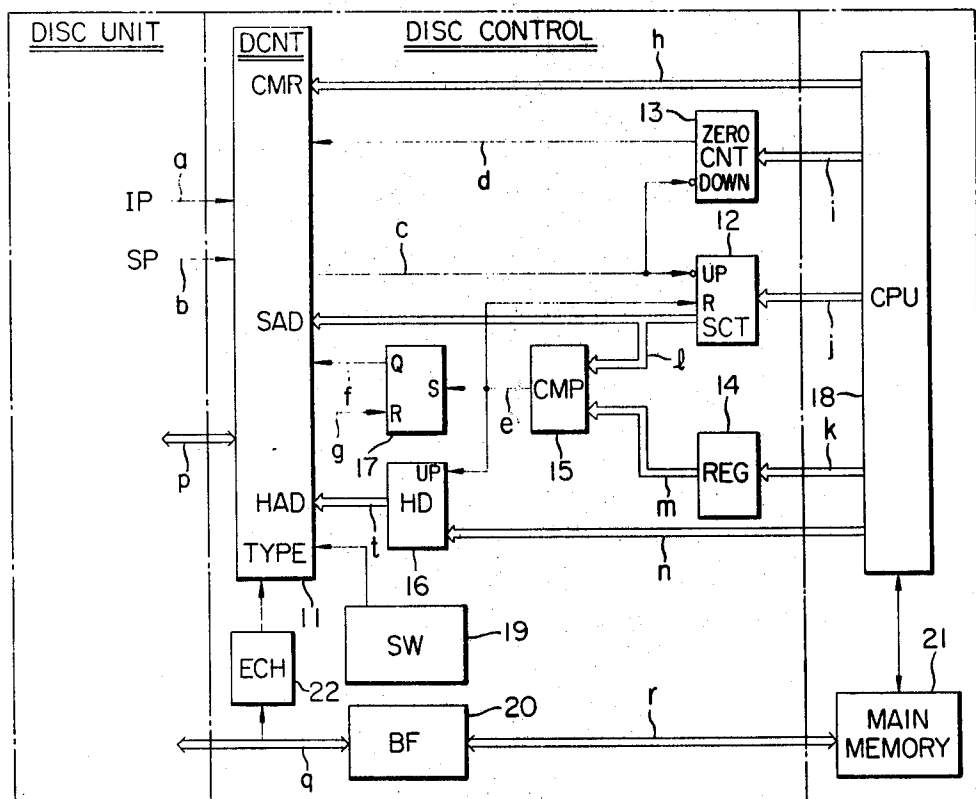 DISC UNIT
DISC CONTROL
DCNT
CMR
h
13
ZERO
CNT
DOWN
d
i
a
IP
SP
b
c
12
UP
R
SCT
j
CPU
18
SAD
l
Q
S
R
f
g
17
CMP
e
15
14
REG
k
m
p
HAD
t
UP
HD
16
n
TYPE
11
SW
19
ECH
22
21
20
BF
q
r
MAIN
MEMORY